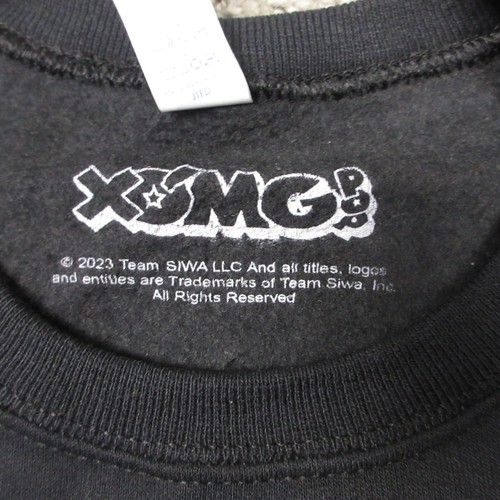 XOMG POP
© 2023 Team SIWA LLC And all titles, logos
and entities are Trademarks of Team Siwa, Inc.
All Rights Reserved